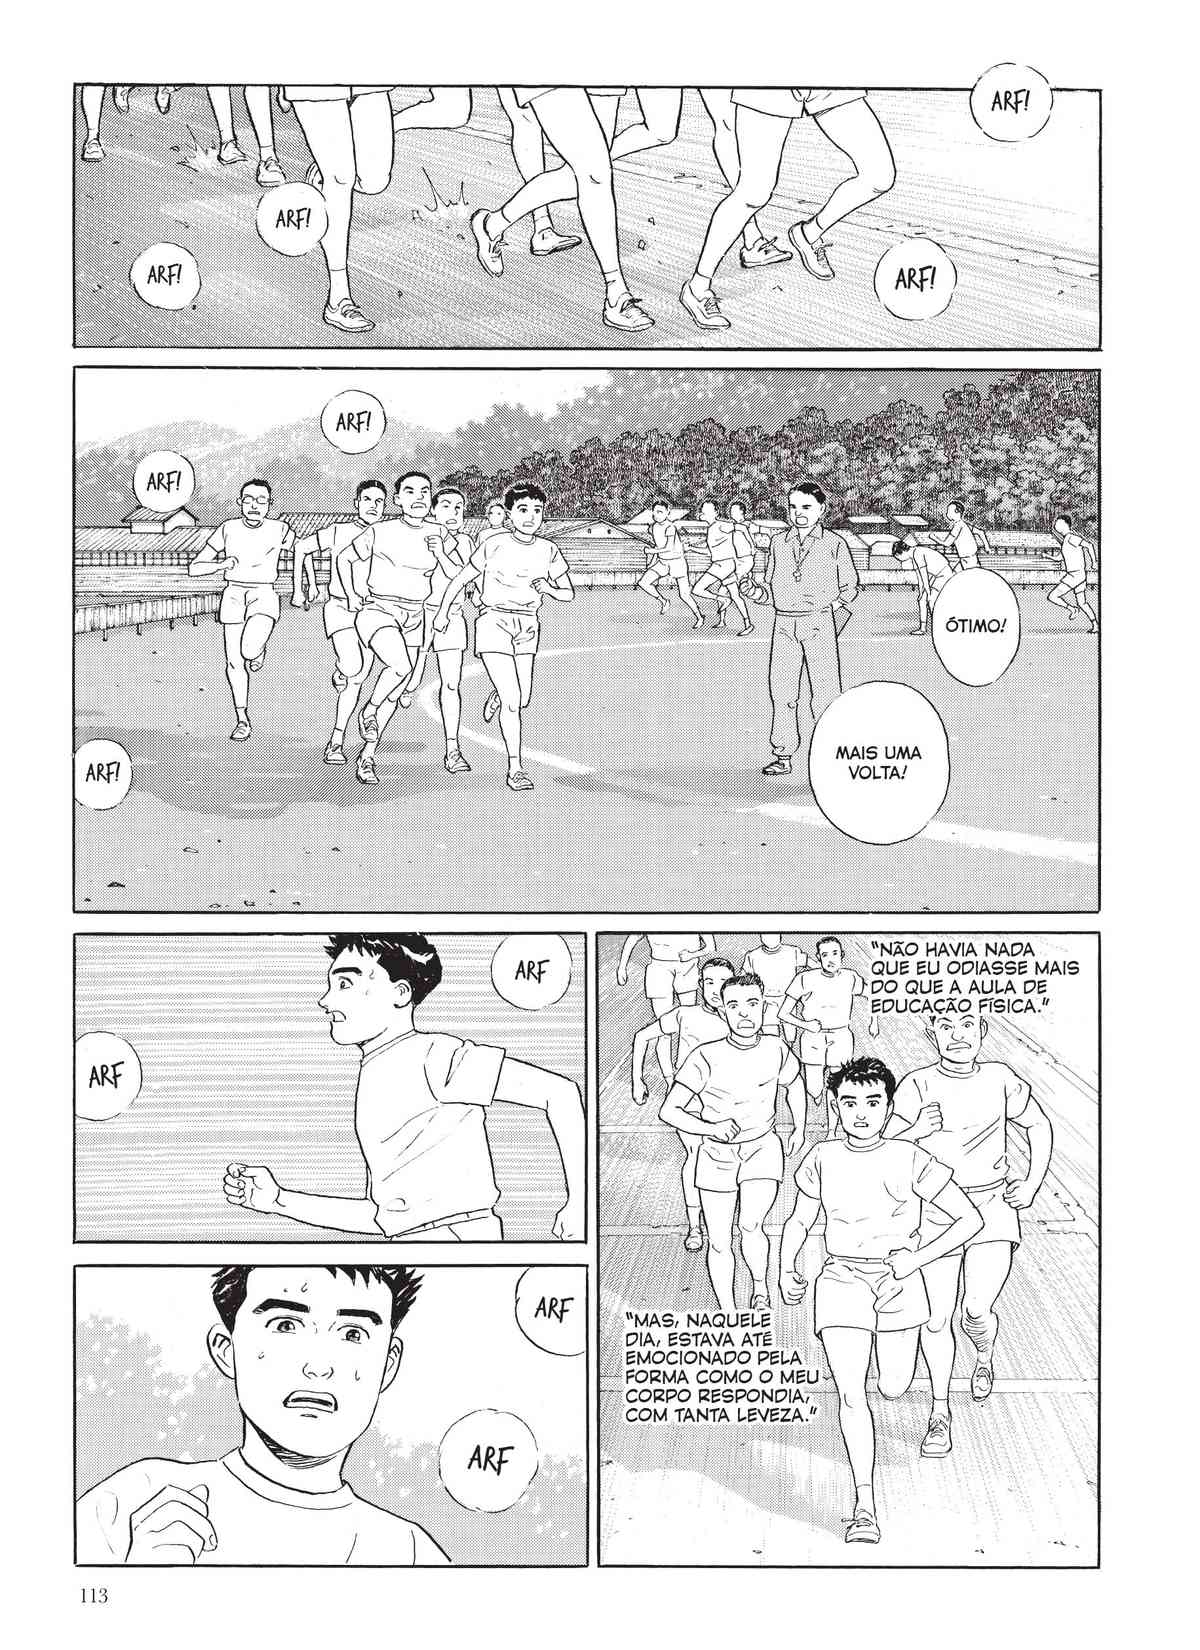 ARF!
ARF!
ARF!
ARF!
ARF!
ARF!
ÓTIMO!
MAIS UMA
VOLTA!
ARF!
ARF
ARF
"NÃO HAVIA NADA
QUE EU ODIASSE MAIS
DO QUE A AULA DE
EDUCAÇÃO FÍSICA."
ARF
ARF
"MAS, NAQUELE
DIA, ESTAVA ATÉ
EMOCIONADO PELA
FORMA COMO O MEU
CORPO RESPONDIA,
COM TANTA LEVEZA."
113